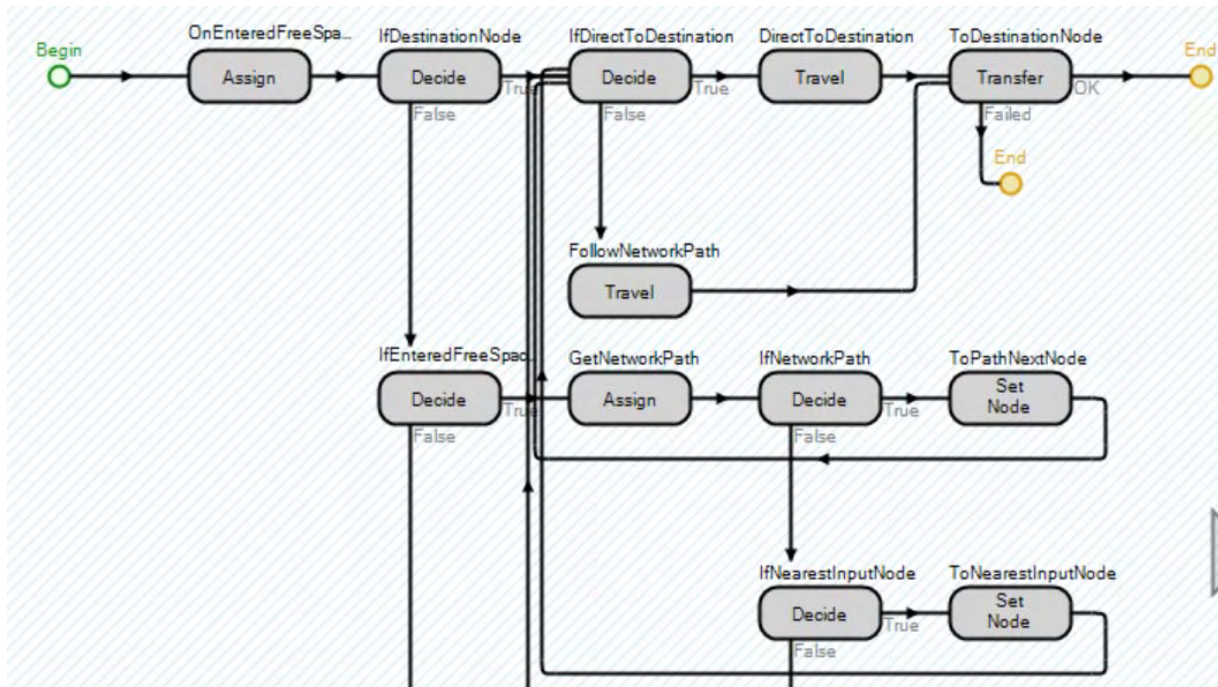 OnEnteredFreeSpa...
IfDestinationNode
IfDirectToDestination
DirectToDestination
ToDestinationNode
Begin
End
Assign
Decide
Decide
Travel
Transfer
True
True
OK
False
False
Failed
End
FollowNetworkPath
Travel
IfEnteredFreeSpac...
GetNetworkPath
IfNetworkPath
ToPathNextNode
Decide
Assign
Decide
Set
Node
True
True
False
False
IfNearestInputNode
ToNearestInputNode
Decide
Set
Node
True
False